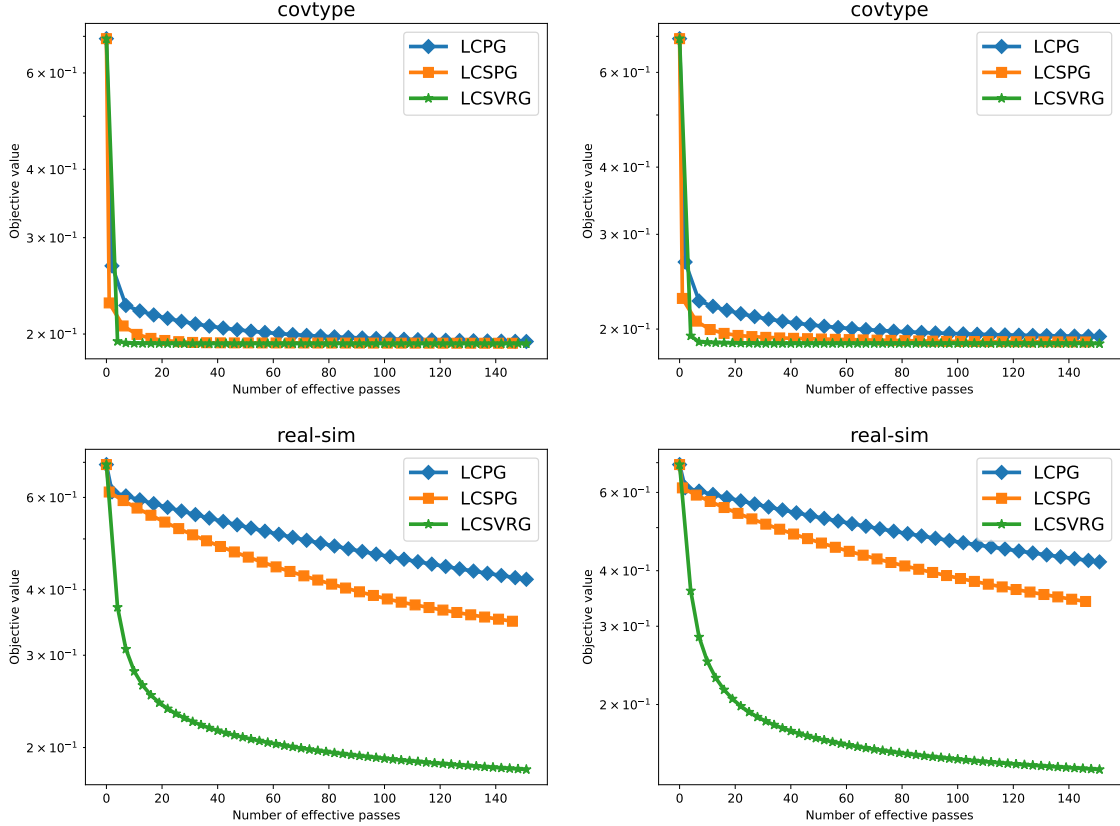 covtype
LCPG
LCSPG
LCSVRG
6 × 10⁻¹
4 × 10⁻¹
3 × 10⁻¹
2 × 10⁻¹
Objective value
0 20 40 60 80 100 120 140
Number of effective passes
covtype
LCPG
LCSPG
LCSVRG
6 × 10⁻¹
4 × 10⁻¹
3 × 10⁻¹
2 × 10⁻¹
Objective value
0 20 40 60 80 100 120 140
Number of effective passes
real-sim
LCPG
LCSPG
LCSVRG
6 × 10⁻¹
4 × 10⁻¹
3 × 10⁻¹
2 × 10⁻¹
Objective value
0 20 40 60 80 100 120 140
Number of effective passes
real-sim
LCPG
LCSPG
LCSVRG
6 × 10⁻¹
4 × 10⁻¹
3 × 10⁻¹
2 × 10⁻¹
Objective value
0 20 40 60 80 100 120 140
Number of effective passes